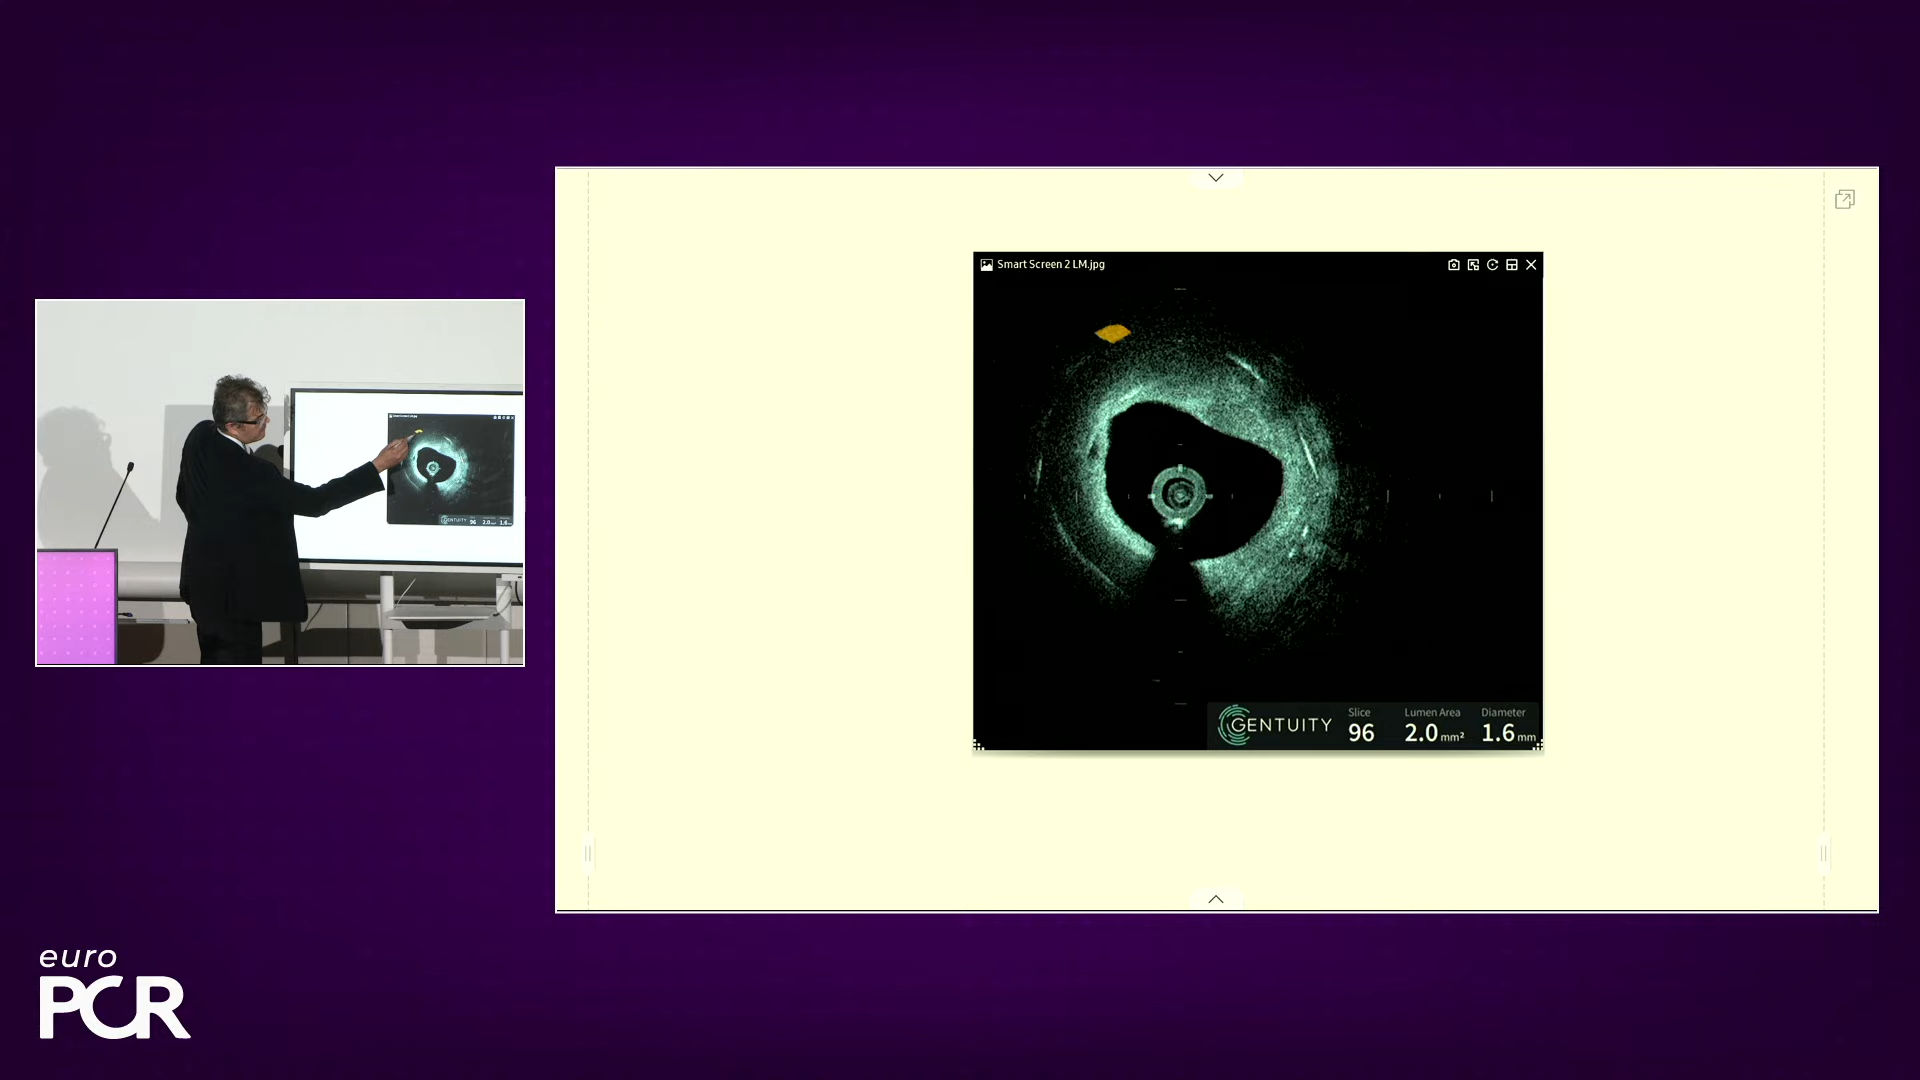 Smart Screen 2 LM.jpg
GENTUITY
Slice
96
Lumen Area
2.0 mm²
Diameter
1.6 mm
euro
PCR